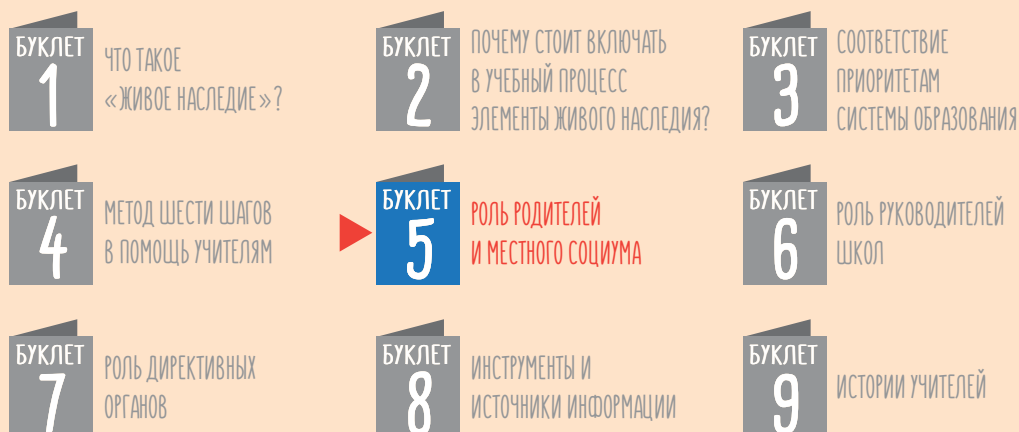 БУКЛЕТ
1
ЧТО ТАКОЕ
«ЖИВОЕ НАСЛЕДИЕ»?
БУКЛЕТ
2
ПОЧЕМУ СТОИТ ВКЛЮЧАТЬ
В УЧЕБНЫЙ ПРОЦЕСС
ЭЛЕМЕНТЫ ЖИВОГО НАСЛЕДИЯ?
БУКЛЕТ
3
СООТВЕТСТВИЕ
ПРИОРИТЕТАМ
СИСТЕМЫ ОБРАЗОВАНИЯ
БУКЛЕТ
4
МЕТОД ШЕСТИ ШАГОВ
В ПОМОЩЬ УЧИТЕЛЯМ
БУКЛЕТ
5
РОЛЬ РОДИТЕЛЕЙ
И МЕСТНОГО СОЦИУМА
БУКЛЕТ
6
РОЛЬ РУКОВОДИТЕЛЕЙ
ШКОЛ
БУКЛЕТ
7
РОЛЬ ДИРЕКТИВНЫХ
ОРГАНОВ
БУКЛЕТ
8
ИНСТРУМЕНТЫ И
ИСТОЧНИКИ ИНФОРМАЦИИ
БУКЛЕТ
9
ИСТОРИИ УЧИТЕЛЕЙ